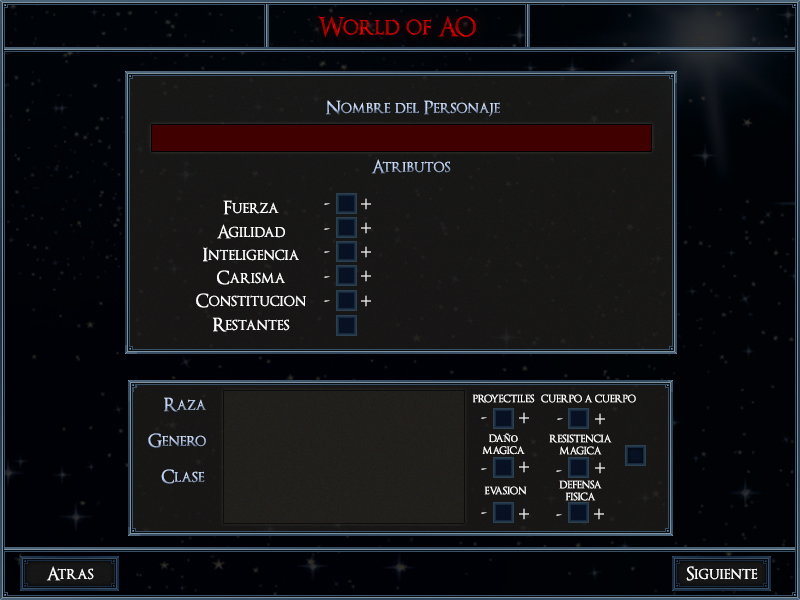 World of AO
Nombre del Personaje
Atributos
Fuerza - +
Agilidad - +
Inteligencia - +
Carisma - +
Constitucion - +
Restantes
Raza
Genero
Clase
PROYECTILES CUERPO A CUERPO
- + - +
DAÑO RESISTENCIA
MAGICA MAGICA
- + - +
EVASION DEFENSA
FISICA
- + - +
Atras
Siguiente